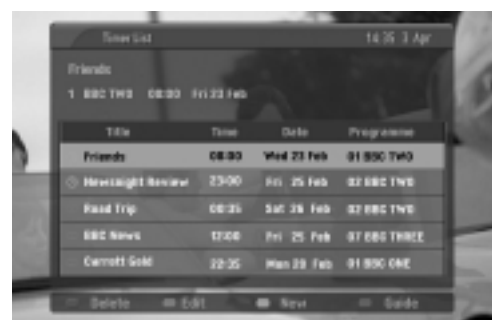 Timer List 14:35 3 Apr
Friends
1 BBC TWO 08:00 Fri 23 Feb
Title Time Date Programme
Friends 08:00 Wed 23 Feb 01 BBC TWO
Newsnight Review 23:00 Fri 25 Feb 02 BBC TWO
Road Trip 00:35 Sat 26 Feb 02 BBC TWO
BBC News 12:00 Fri 25 Feb 07 BBC THREE
Carrott Gold 22:35 Mon 28 Feb 01 BBC ONE
Delete Edit New Guide